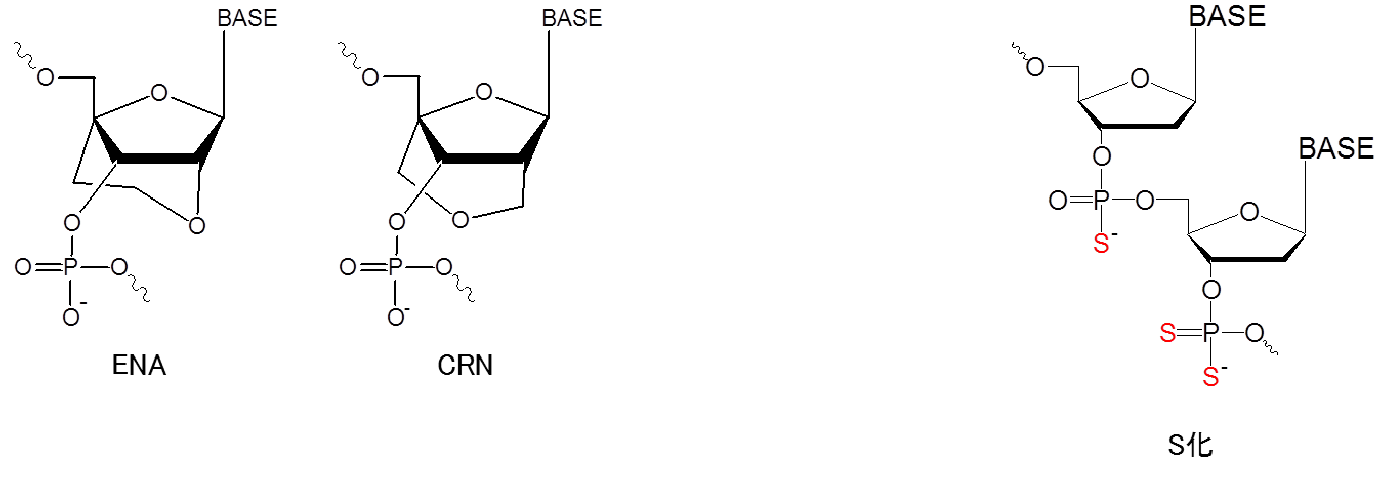 BASE
O
O
O
O
O=P-O
O-
ENA
BASE
O
O
O
O
O=P-O
O-
CRN
BASE
O
O
O
O=P-O
S-
BASE
O
O
S=P-O
S-
S化